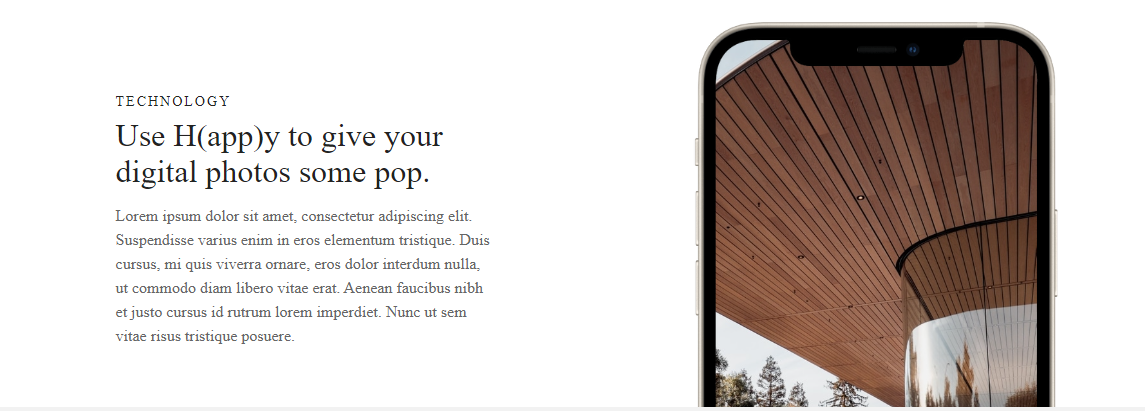 TECHNOLOGY
Use H(app)y to give your
digital photos some pop.
Lorem ipsum dolor sit amet, consectetur adipiscing elit.
Suspendisse varius enim in eros elementum tristique. Duis
cursus, mi quis viverra ornare, eros dolor interdum nulla,
ut commodo diam libero vitae erat. Aenean faucibus nibh
et justo cursus id rutrum lorem imperdiet. Nunc ut sem
vitae risus tristique posuere.